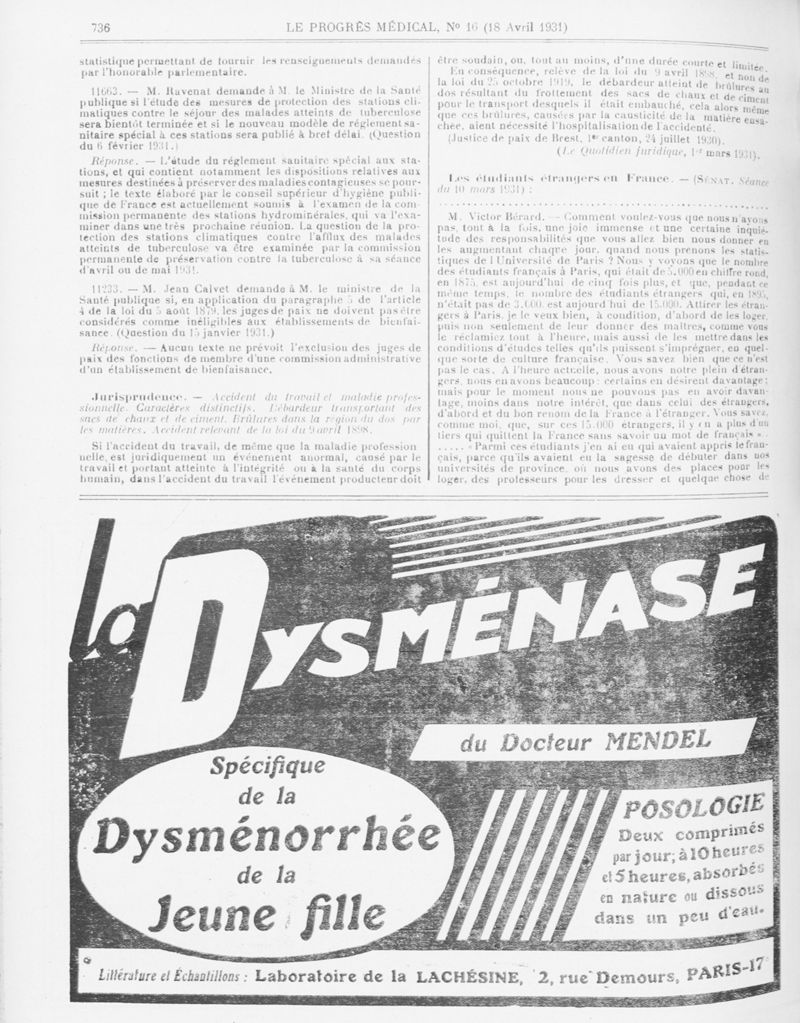 736
LE PROGRÈS MÉDICAL, N° 16 (18 Avril 1931)
statistique permettant de fournir les renseignements demandés
par l'honorable parlementaire.
11663. — M. Ravenat demande à M. le Ministre de la Santé
publique si l'étude des mesures de protection des stations cli-
matiques contre le séjour des malades atteints de tuberculose
sera bientôt terminée et si le nouveau modèle de règlement sa-
nitaire spécial à ces stations sera publié à bref délai. (Question
du 6 février 1931.)
Réponse. — L'étude du règlement sanitaire spécial aux sta-
tions, et qui contient notamment les dispositions relatives aux
mesures destinées à préserver des maladies contagieuses se pour-
suit ; le texte élaboré par le conseil supérieur d'hygiène publi-
que de France est actuellement soumis à l'examen de la com-
mission permanente des stations hydrominérales, qui va l'exa-
miner dans une très prochaine réunion. La question de la pro-
tection des stations climatiques contre l'afflux des malades
atteints de tuberculose va être examinée par la commission
permanente de préservation contre la tuberculose à sa séance
d'avril ou de mai 1931.
11233. — M. Jean Calvet demande à M. le ministre de la
Santé publique si, en application du paragraphe 5 de l'article
4 de la loi du 5 août 1879, les juges de paix ne doivent pas être
considérés comme inéligibles aux établissements de bienfai-
sance. (Question du 15 janvier 1931.)
Réponse. — Aucun texte ne prévoit l'exclusion des juges de
paix des fonctions de membre d'une commission administrative
d'un établissement de bienfaisance.
Jurisprudence. — Accident du travail et maladie profes-
sionnelle. Caractères distinctifs. Débardeur transportant des
sacs de chaux et de ciment. Brûlures dans la région du dos par
les matières. Accident relevant de la loi du 9 avril 1898.
Si l'accident du travail, de même que la maladie profession
nelle, est juridiquement un événement anormal, causé par le
travail et portant atteinte à l'intégrité ou à la santé du corps
humain, dans l'accident du travail l'événement producteur doit
être soudain, ou, tout au moins, d'une durée courte et limitée.
En conséquence, relève de la loi du 9 avril 1898, et non de
la loi du 25 octobre 1919, le débardeur atteint de brûlures au
dos résultant du frottement des sacs de chaux et de ciment
pour le transport desquels il était embauché, cela alors même
que ces brûlures, causées par la causticité de la matière ensa-
chée, aient nécessité l'hospitalisation de l'accidenté.
(Justice de paix de Brest, 1er canton, 24 juillet 1930).
(Le Quotidien juridique, 1er mars 1931).
Les étudiants étrangers en France. — (SÉNAT. Séance
du 10 mars 1931) :
M. Victor Bérard. — Comment voulez-vous que nous n'ayons
pas, tout à la fois, une joie immense et une certaine inquié-
tude des responsabilités que vous allez bien nous donner en
les augmentant chaque jour, quand nous prenons les statis-
tiques de l'Université de Paris ? Nous y voyons que le nombre
des étudiants français à Paris, qui était de 5.000 en chiffre rond,
en 1875, est aujourd'hui de cinq fois plus, et que, pendant ce
même temps, le nombre des étudiants étrangers qui, en 1895,
n'était pas de 3.000, est aujourd'hui de 15.000. Attirer les étran-
gers à Paris, je le veux bien, à condition, d'abord de les loger,
puis non seulement de leur donner des maîtres, comme vous
le réclamiez tout à l'heure, mais aussi de les mettre dans les
conditions d'études telles qu'ils puissent s'imprégner, en quel-
que sorte de culture française. Vous savez bien que ce n'est
pas le cas. A l'heure actuelle, nous avons notre plein d'étran-
gers, nous en avons beaucoup : certains en désirent davantage ;
mais pour le moment nous ne pouvons pas en avoir davan-
tage, moins dans notre intérêt, que dans celui des étrangers,
d'abord et du bon renom de la France à l'étranger. Vous savez,
comme moi, que, sur ces 15.000 étrangers, il y en a plus d'un
tiers qui quittent la France sans savoir un mot de français ».
..... « Parmi ces étudiants j'en ai eu qui avaient appris le fran-
çais, parce qu'ils avaient eu la sagesse de débuter dans nos
universités de province, où nous avons des places pour les
loger, des professeurs pour les dresser et quelque chose de
la DYSMÉNASE
du Docteur MENDEL
Spécifique
de la
Dysménorrhée
de la
Jeune fille
POSOLOGIE
Deux comprimés
par jour; à 10 heures
et 5 heures, absorbés
en nature ou dissous
dans un peu d'eau.
Littérature et Échantillons : Laboratoire de la LACHÉSINE, 2, rue Demours, PARIS-17